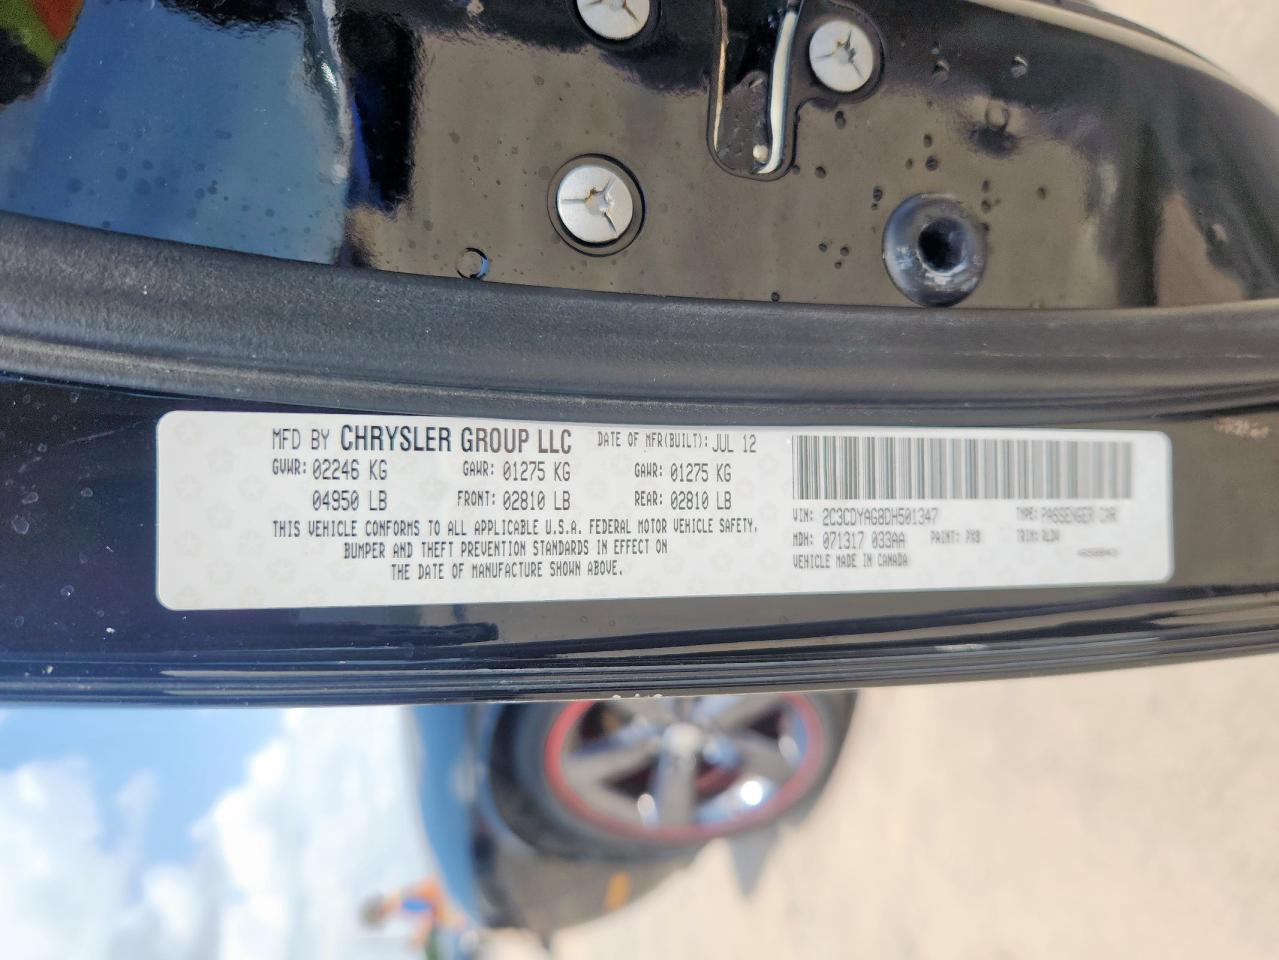 MFD BY CHRYSLER GROUP LLC DATE OF MFR(BUILT): JUL 12
GVWR: 02246 KG GAWR: 01275 KG GAWR: 01275 KG
04950 LB FRONT: 02810 LB REAR: 02810 LB
THIS VEHICLE CONFORMS TO ALL APPLICABLE U.S.A. FEDERAL MOTOR VEHICLE SAFETY,
BUMPER AND THEFT PREVENTION STANDARDS IN EFFECT ON
THE DATE OF MANUFACTURE SHOWN ABOVE.
VIN: 2C3CDYAG8DH501347 TYPE: PASSENGER CAR
MDH: 071317 033AA PAINT: PX8 TRIM:
VEHICLE MADE IN CANADA